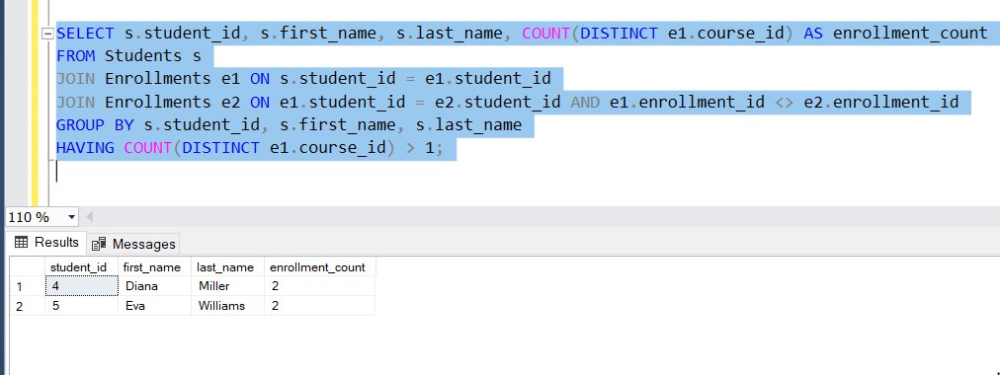 SELECT s.student_id, s.first_name, s.last_name, COUNT(DISTINCT e1.course_id) AS enrollment_count
FROM Students s
JOIN Enrollments e1 ON s.student_id = e1.student_id
JOIN Enrollments e2 ON e1.student_id = e2.student_id AND e1.enrollment_id <> e2.enrollment_id
GROUP BY s.student_id, s.first_name, s.last_name
HAVING COUNT(DISTINCT e1.course_id) > 1;
110 %
Results Messages
student_id first_name last_name enrollment_count
1 4 Diana Miller 2
2 5 Eva Williams 2
.